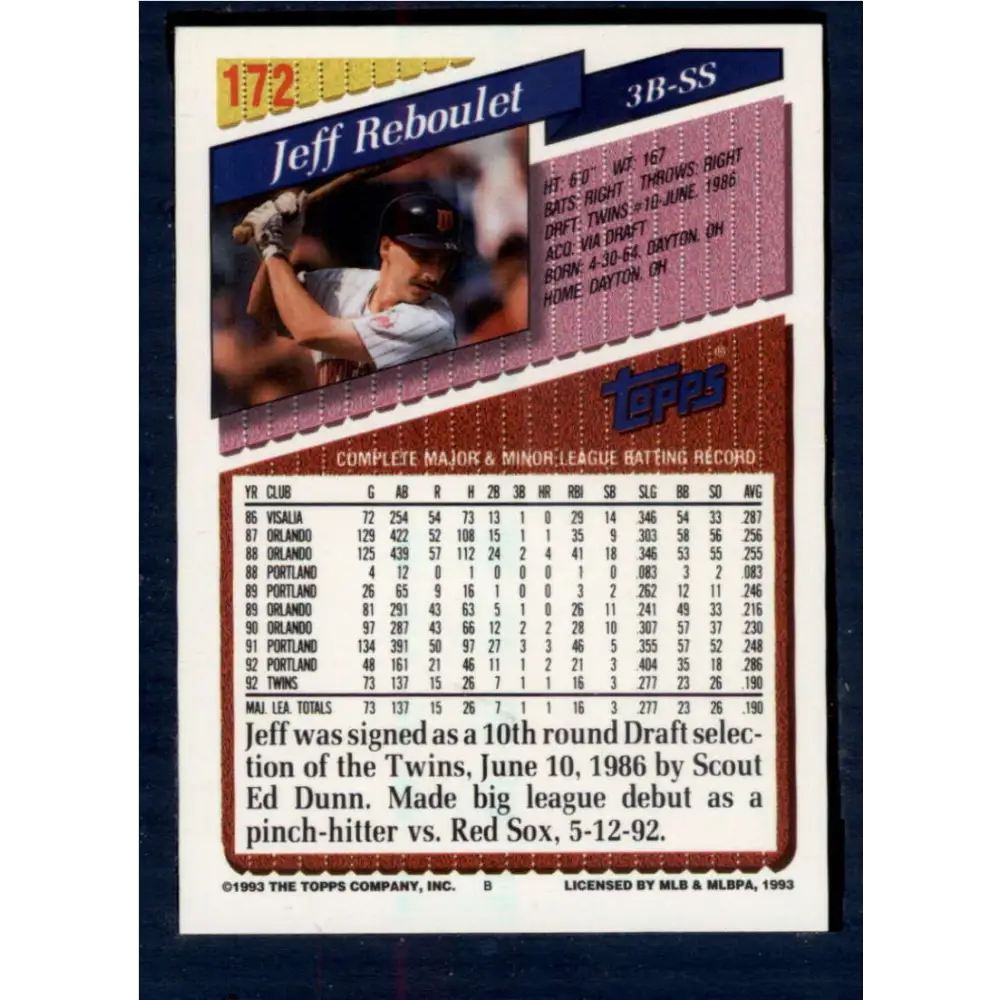 172
Jeff Reboulet
3B-SS
HT: 6'0" WT: 167
BATS: RIGHT THROWS: RIGHT
DRFT: TWINS #10-JUNE, 1986
ACQ: VIA DRAFT
BORN: 4-30-64, DAYTON, OH
HOME: DAYTON, OH
Topps®
COMPLETE MAJOR & MINOR LEAGUE BATTING RECORD
YR CLUB G AB R H 2B 3B HR RBI SB SLG BB SO AVG
86 VISALIA 72 254 54 73 13 1 0 29 14 .346 54 33 .287
87 ORLANDO 129 422 52 108 15 1 1 35 9 .303 58 56 .256
88 ORLANDO 125 439 57 112 24 2 4 41 18 .346 53 55 .255
88 PORTLAND 4 12 0 1 0 0 0 1 0 .083 3 2 .083
89 PORTLAND 26 65 9 16 1 0 0 3 2 .262 12 11 .246
89 ORLANDO 81 291 43 63 5 1 0 26 11 .241 49 33 .216
90 ORLANDO 97 287 43 66 12 2 2 28 10 .307 57 37 .230
91 PORTLAND 134 391 50 97 27 3 3 46 5 .355 57 52 .248
92 PORTLAND 48 161 21 46 11 1 2 21 3 .404 35 18 .286
92 TWINS 73 137 15 26 7 1 1 16 3 .277 23 26 .190
MAJ. LEA. TOTALS 73 137 15 26 7 1 1 16 3 .277 23 26 .190
Jeff was signed as a 10th round Draft selec-
tion of the Twins, June 10, 1986 by Scout
Ed Dunn. Made big league debut as a
pinch-hitter vs. Red Sox, 5-12-92.
©1993 THE TOPPS COMPANY, INC. B LICENSED BY MLB & MLBPA, 1993